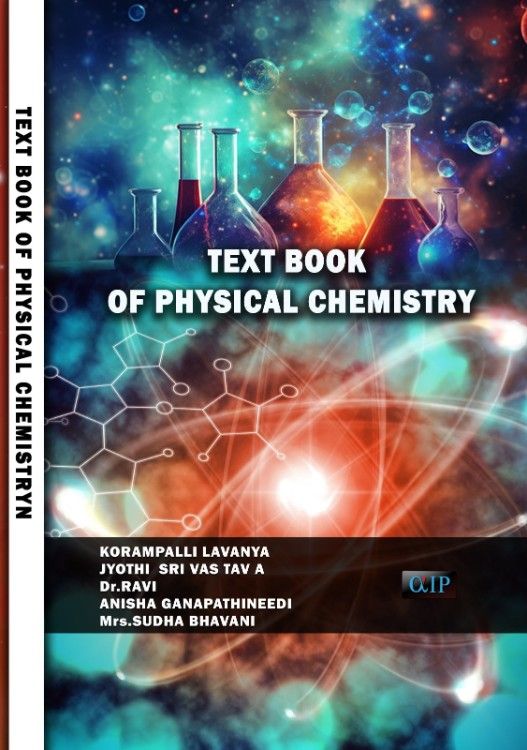 TEXT BOOK OF PHYSICAL CHEMISTRYN
TEXT BOOK
OF PHYSICAL CHEMISTRY
KORAMPALLI LAVANYA
JYOTHI SRI VAS TAV A
Dr.RAVI
ANISHA GANAPATHINEEDI
Mrs.SUDHA BHAVANI
αIP